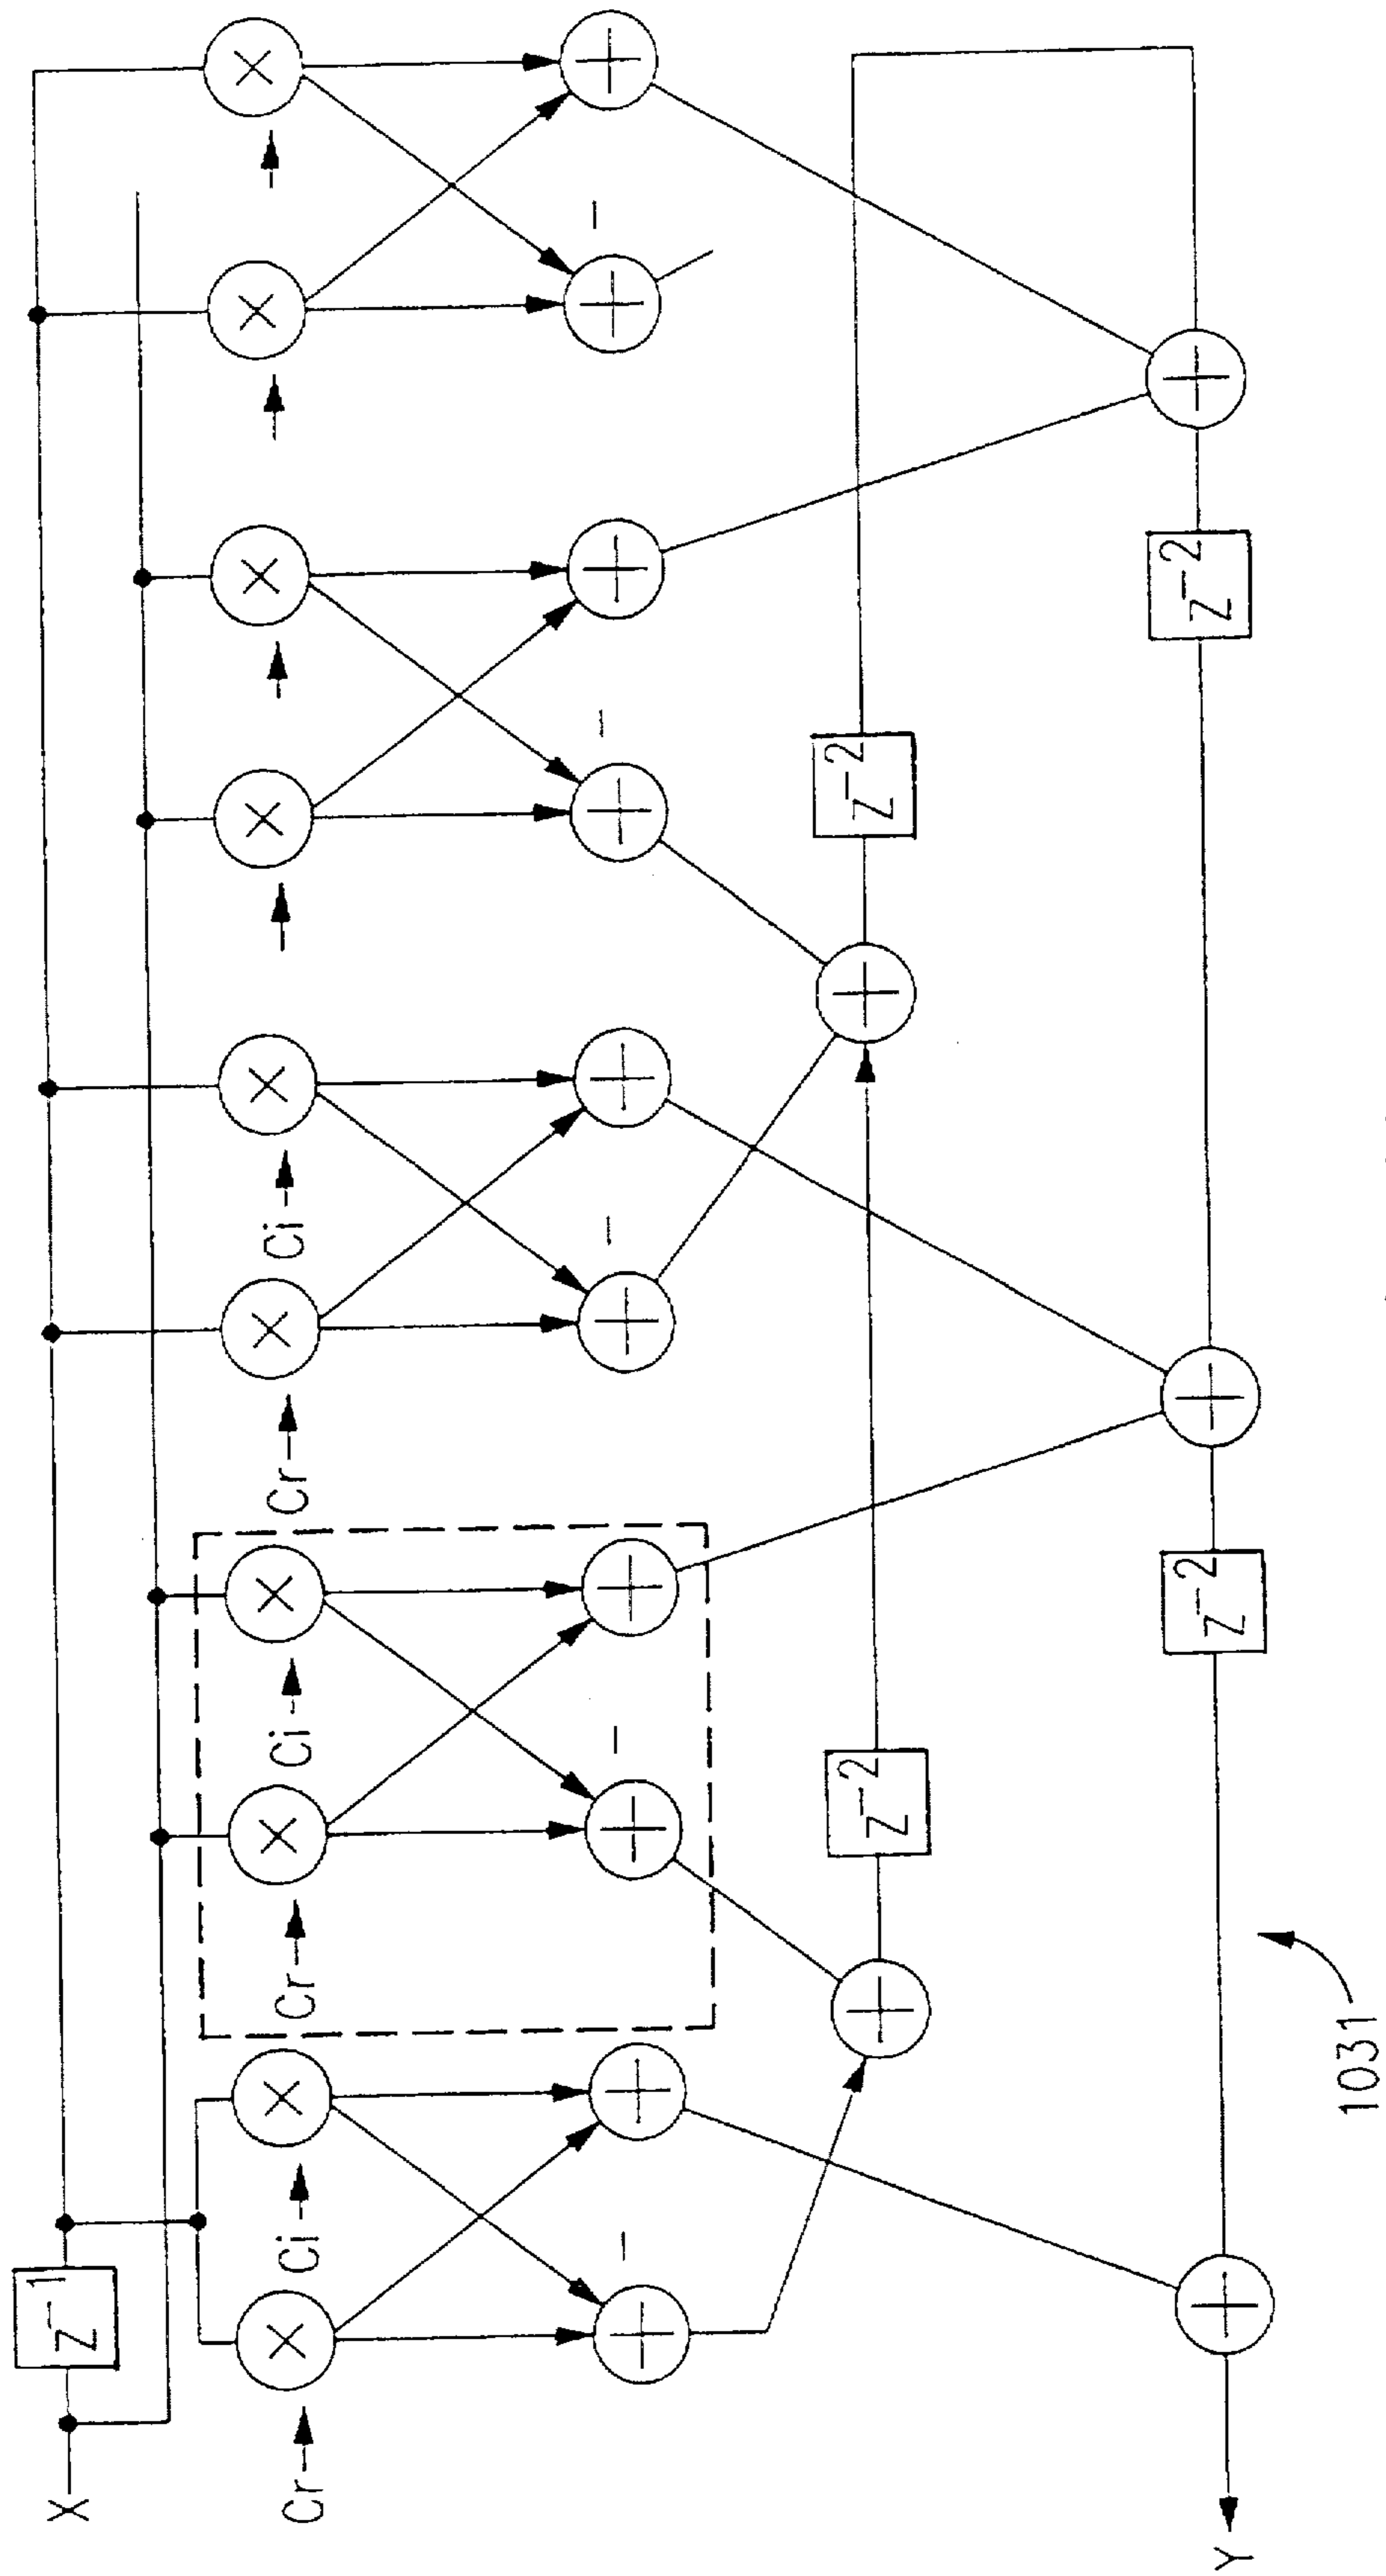 X
Z⁻¹
Cr
Ci
Cr
Ci
Cr
Ci
×
×
×
×
×
×
×
×
×
×
+
+
+
+
+
+
+
+
+
+
−
−
−
−
−
+
Z⁻²
+
Z⁻²
Y
+
Z⁻²
+
Z⁻²
+
1031